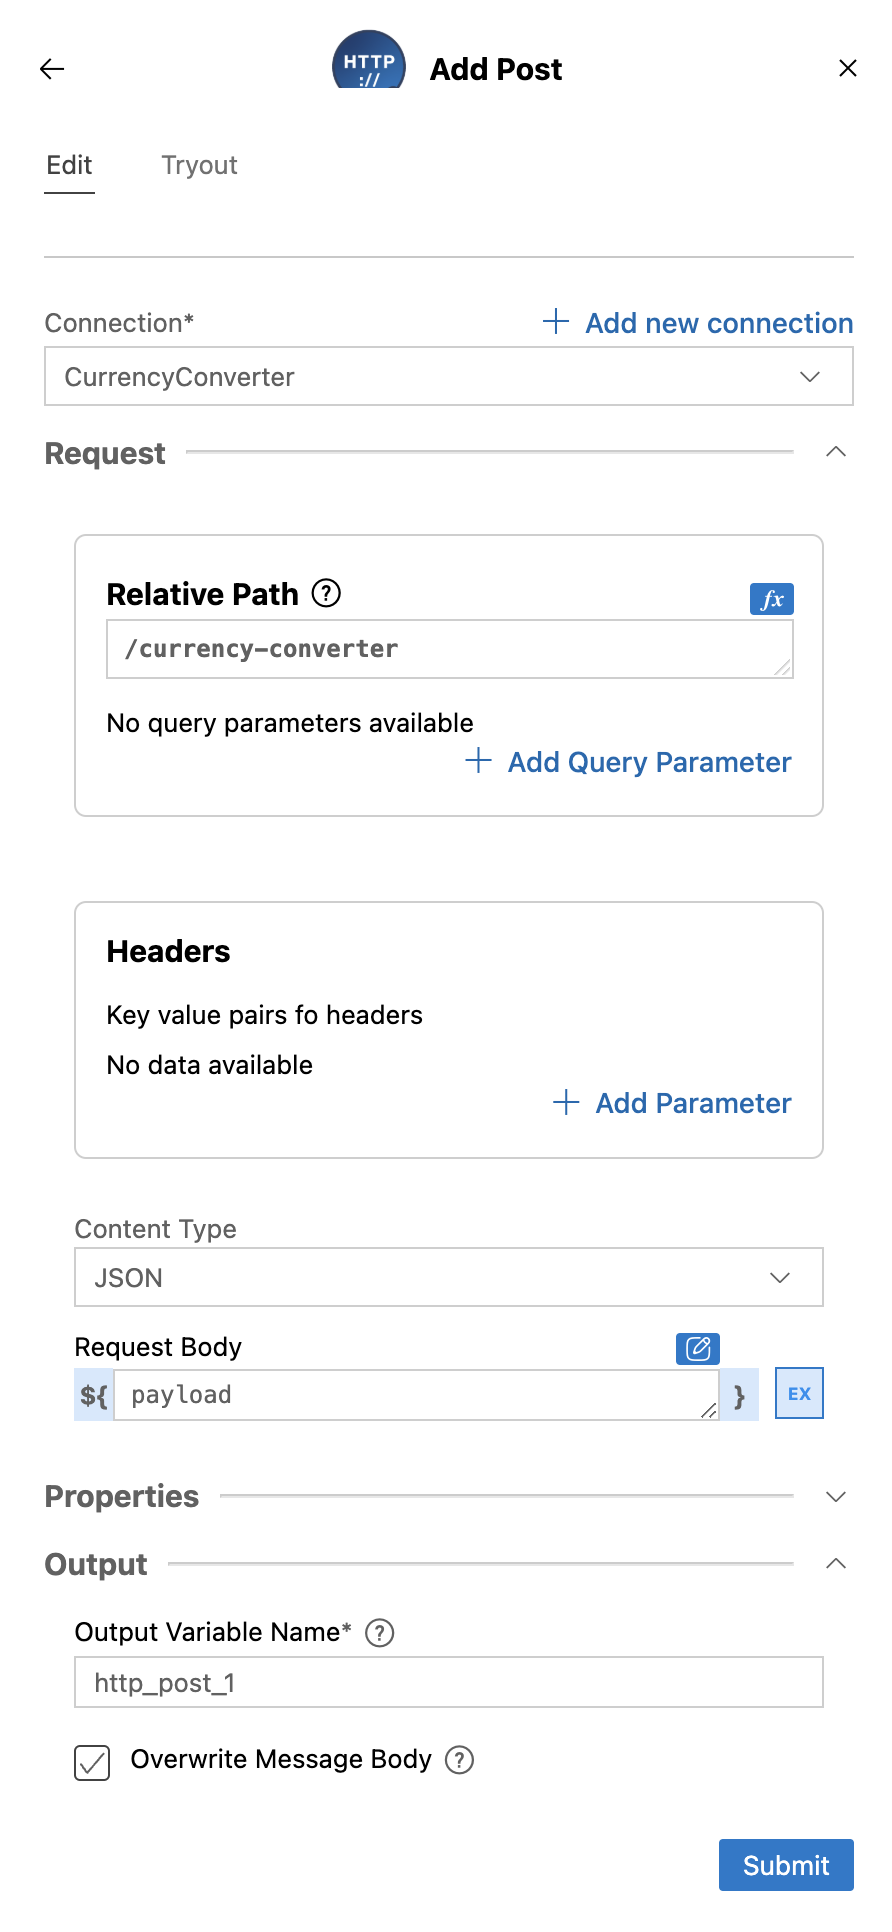 HTTP
://
Add Post
Edit
Tryout
Connection*
Add new connection
CurrencyConverter
Request
Relative Path ?
fx
/currency-converter
No query parameters available
+ Add Query Parameter
Headers
Key value pairs fo headers
No data available
+ Add Parameter
Content Type
JSON
Request Body
${ payload }
EX
Properties
Output
Output Variable Name* ?
http_post_1
Overwrite Message Body ?
Submit